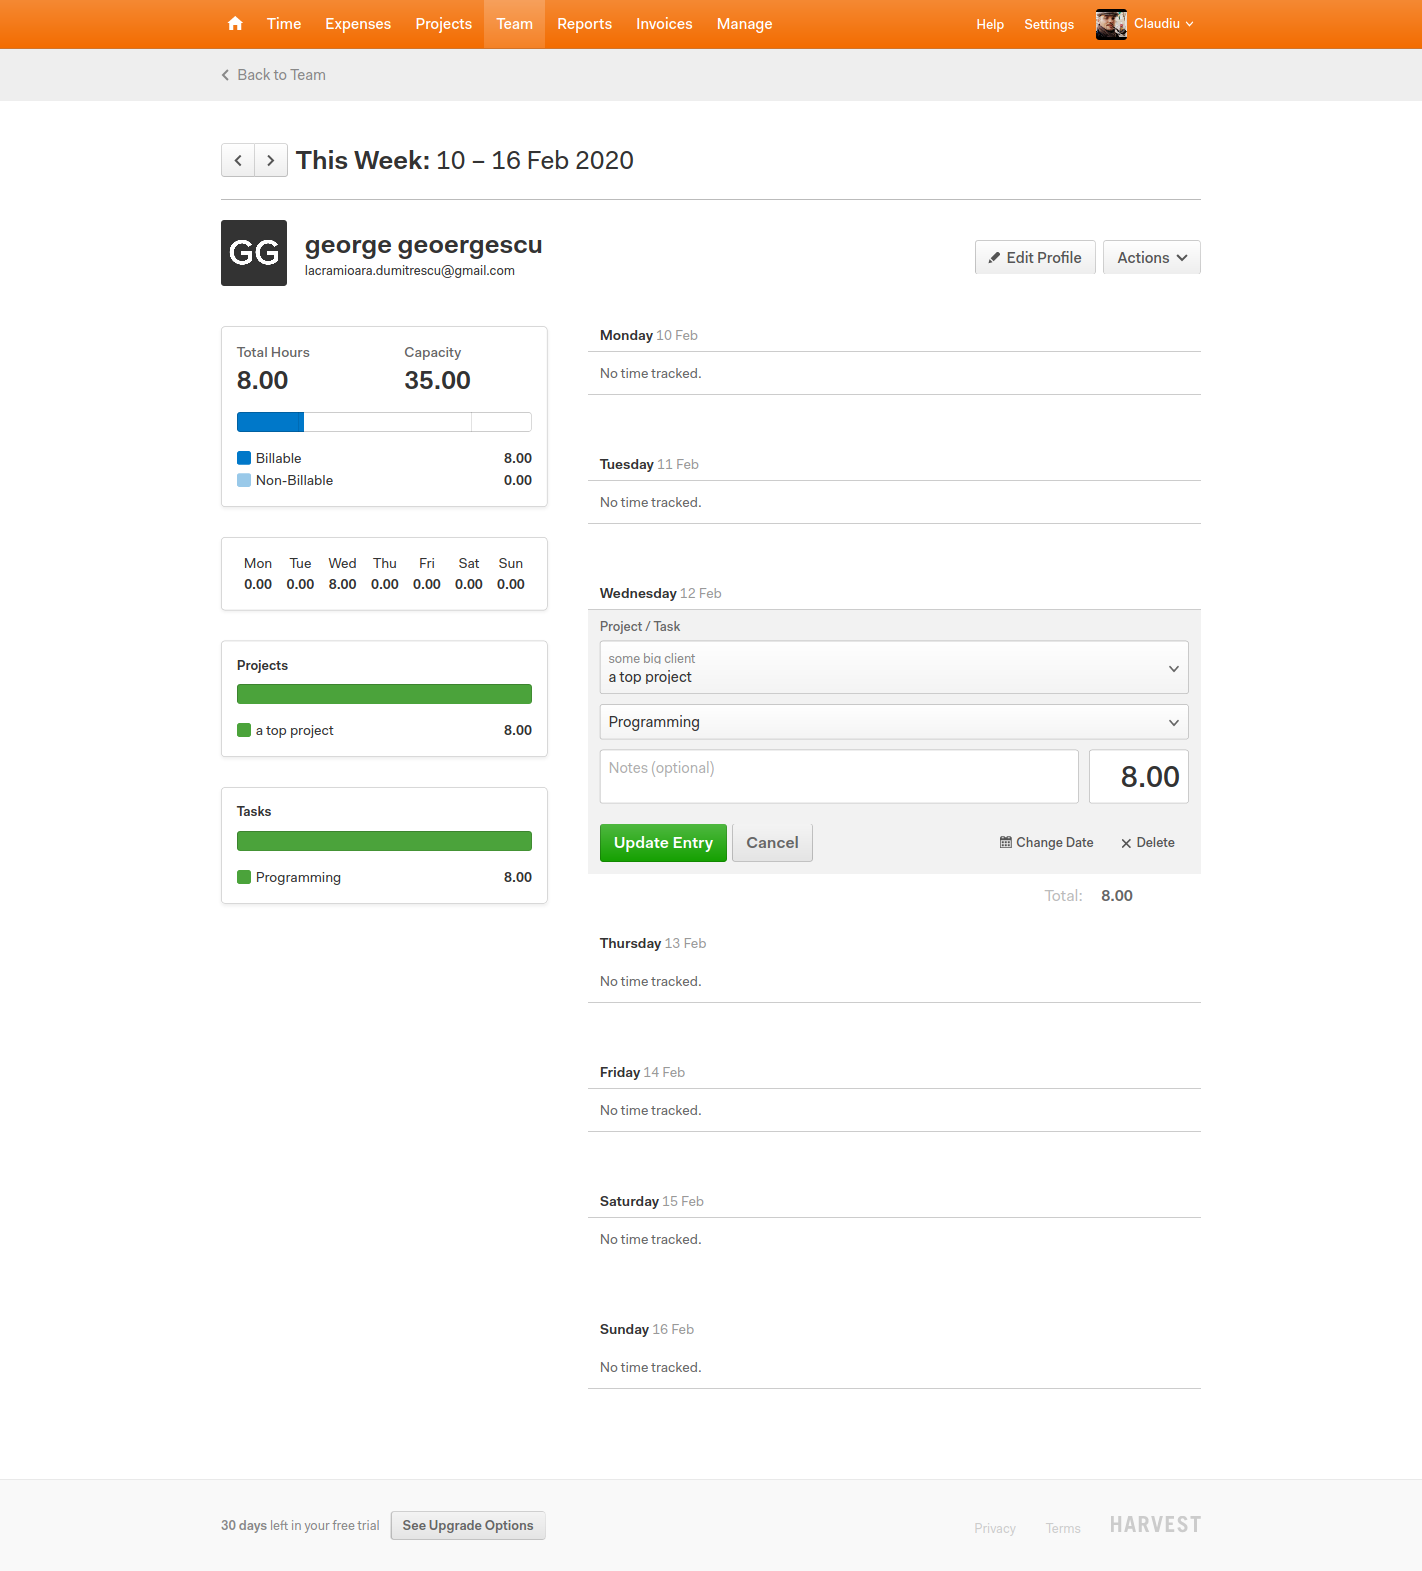 Time Expenses Projects Team Reports Invoices Manage Help Settings Claudiu
Back to Team
This Week: 10 – 16 Feb 2020
GG
george geoergescu
lacramioara.dumitrescu@gmail.com
Edit Profile Actions
Total Hours Capacity
8.00 35.00
Billable 8.00
Non-Billable 0.00
Mon Tue Wed Thu Fri Sat Sun
0.00 0.00 8.00 0.00 0.00 0.00 0.00
Projects
a top project 8.00
Tasks
Programming 8.00
Monday 10 Feb
No time tracked.
Tuesday 11 Feb
No time tracked.
Wednesday 12 Feb
Project / Task
some big client
a top project
Programming
Notes (optional) 8.00
Update Entry Cancel Change Date Delete
Total: 8.00
Thursday 13 Feb
No time tracked.
Friday 14 Feb
No time tracked.
Saturday 15 Feb
No time tracked.
Sunday 16 Feb
No time tracked.
30 days left in your free trial See Upgrade Options Privacy Terms HARVEST